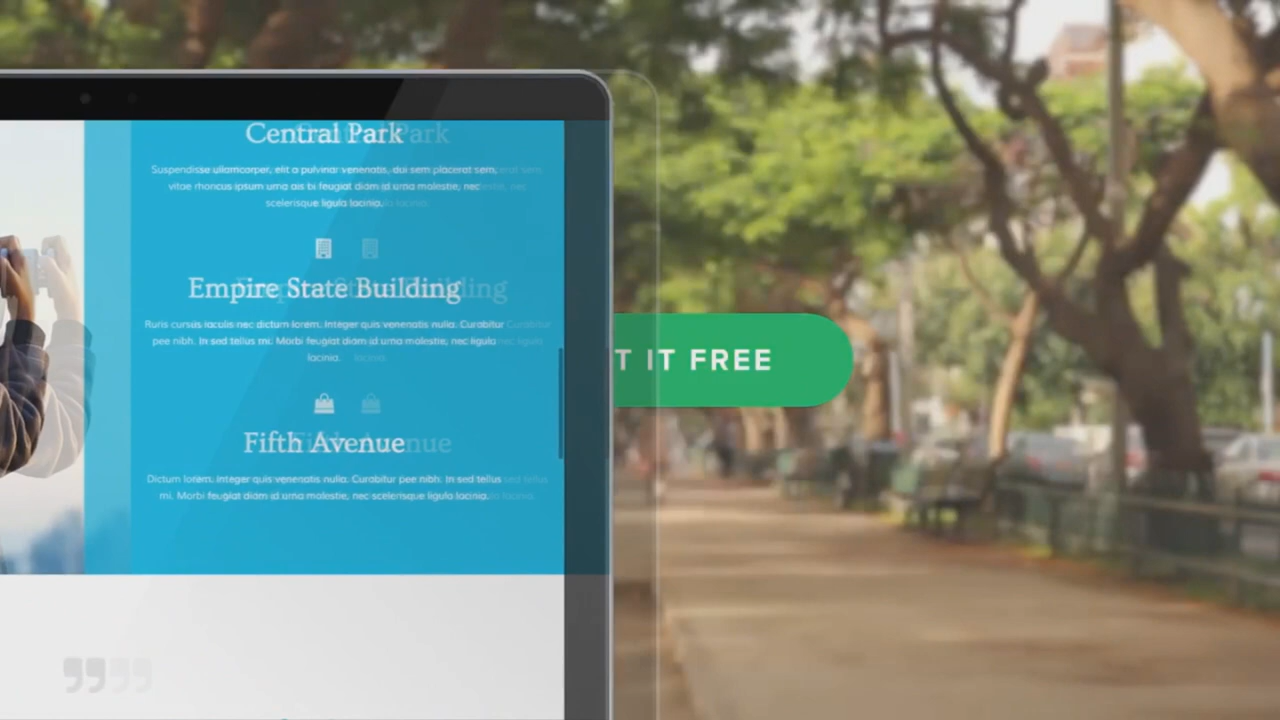 Central Park
Suspendisse ullamcorper, elit a pulvinar venenatis, dui sem placerat sem,
vitae rhoncus ipsum urna ais bi feugiat diam id urna molestie, nec
scelerisque ligula lacinia.
Empire State Building
Ruris cursus iaculis nec dictum lorem. Integer quis venenatis nulla. Curabitur
pee nibh. In sed tellus mi. Morbi feugiat diam id urna molestie, nec ligula
lacinia.
Fifth Avenue
Dictum lorem, integer quis venenatis nulla. Curabitur pee nibh. In sed tellus
mi. Morbi feugiat diam id urna molestie, nec scelerisque ligula lacinia.
T IT FREE